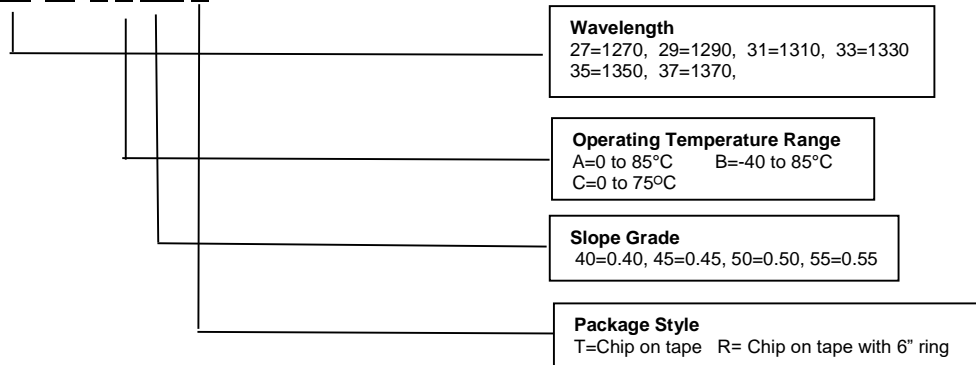 Wavelength
27=1270, 29=1290, 31=1310, 33=1330
35=1350, 37=1370,
Operating Temperature Range
A=0 to 85°C B=-40 to 85°C
C=0 to 75ºC
Slope Grade
40=0.40, 45=0.45, 50=0.50, 55=0.55
Package Style
T=Chip on tape R= Chip on tape with 6” ring